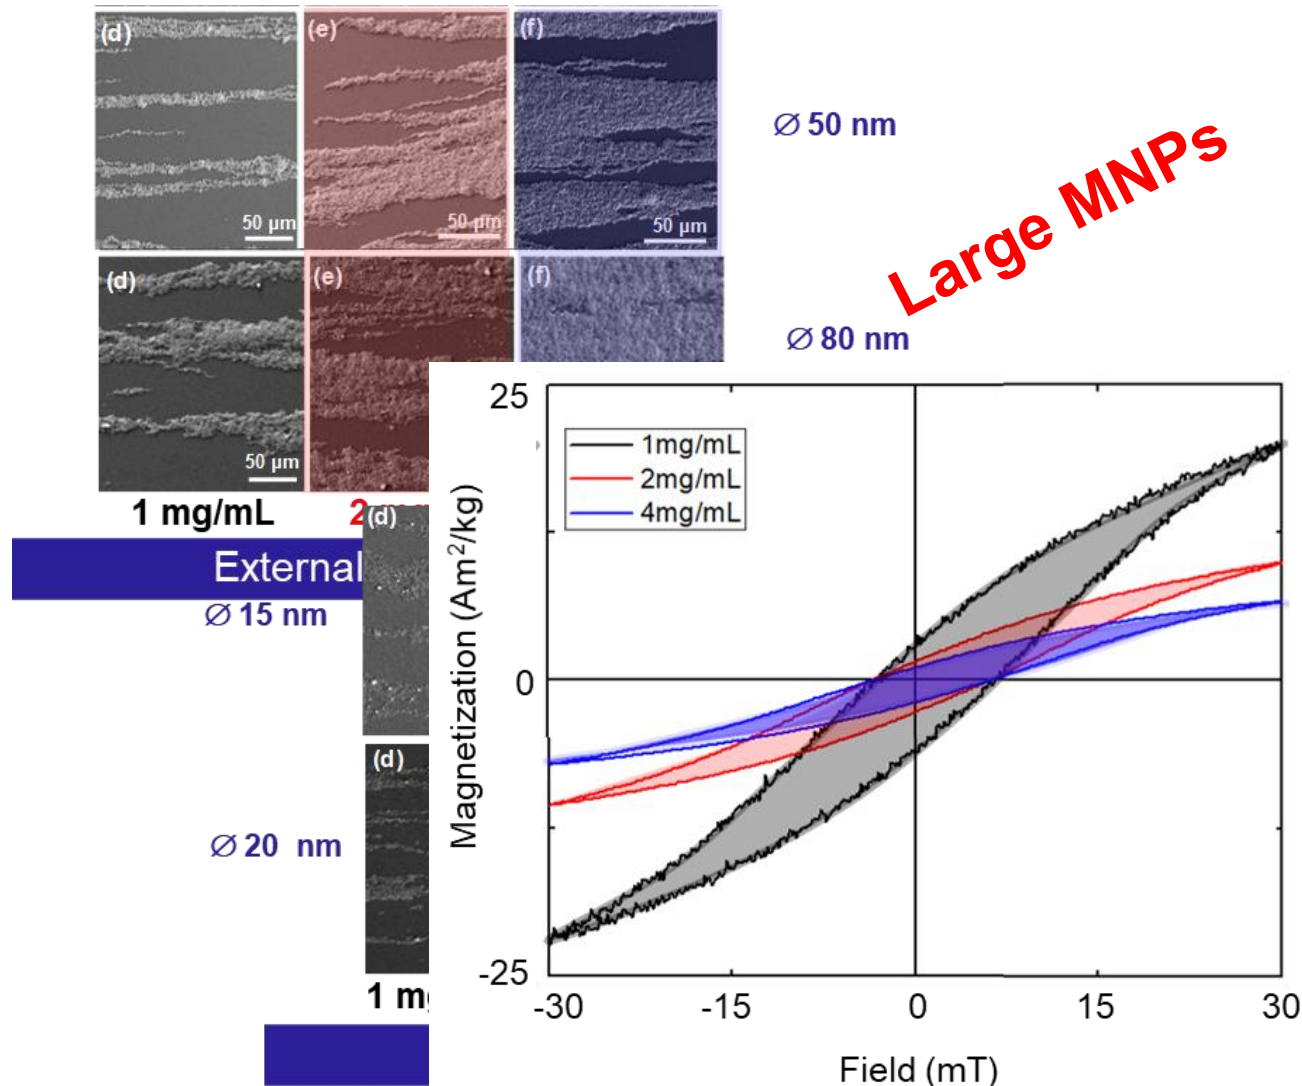 (d)
(e)
(f)
50 µm
50 µm
50 µm
Ø 50 nm
Large MNPs
(d)
(e)
(f)
50 µm
Ø 80 nm
1 mg/mL
2
External
Ø 15 nm
(d)
(d)
Ø 20 nm
1 mg
25
0
-25
Magnetization (Am²/kg)
1mg/mL
2mg/mL
4mg/mL
-30
-15
0
15
30
Field (mT)